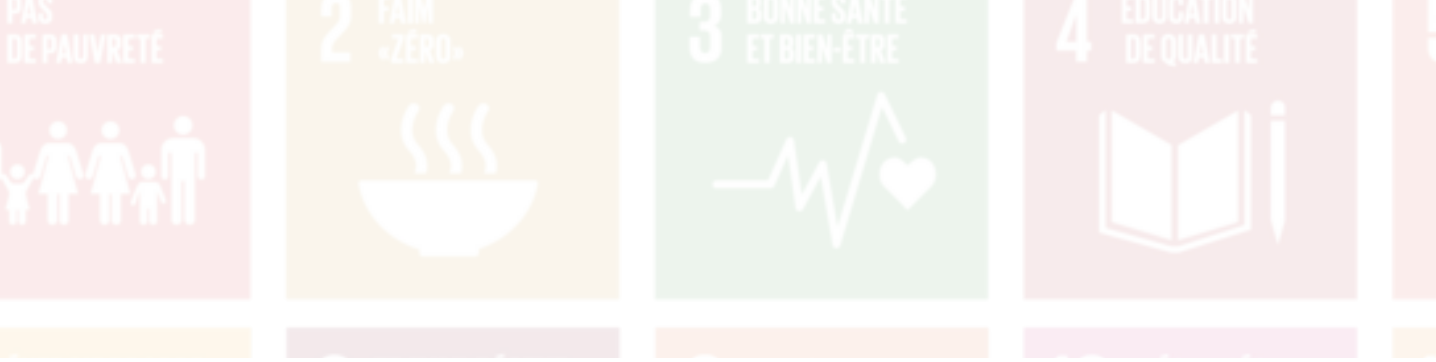 PAS
DE PAUVRETÉ
2 FAIM
«ZÉRO»
3 BONNE SANTÉ
ET BIEN-ÊTRE
4 ÉDUCATION
DE QUALITÉ